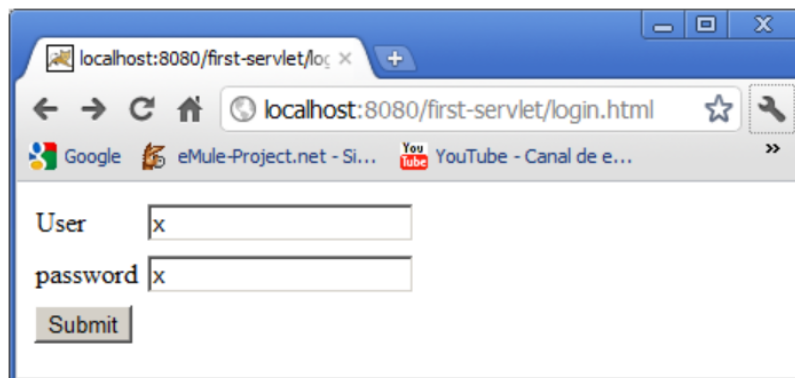 localhost:8080/first-servlet/log
localhost:8080/first-servlet/login.html
Google eMule-Project.net - Si... You Tube YouTube - Canal de e... »
User x
password x
Submit